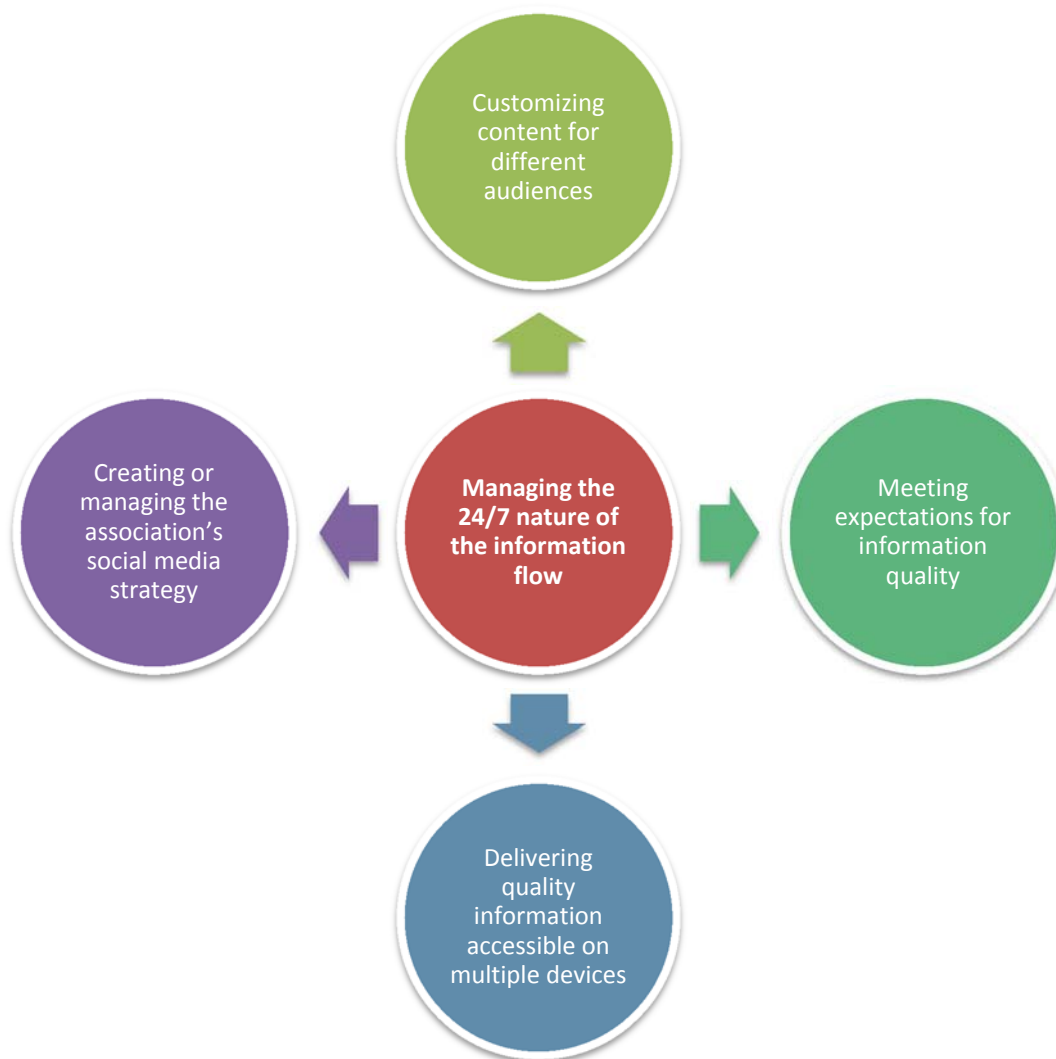 Customizing
content for
different
audiences
Creating or
managing the
association’s
social media
strategy
Managing the
24/7 nature of
the information
flow
Meeting
expectations for
information
quality
Delivering
quality
information
accessible on
multiple devices